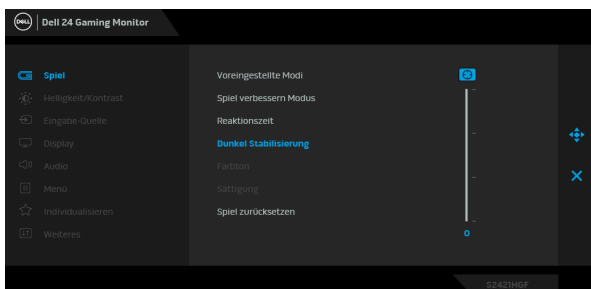 DELL Dell 24 Gaming Monitor
Spiel
Helligkeit/Kontrast
Eingabe-Quelle
Display
Audio
Menü
Individualisieren
Weiteres
Voreingestellte Modi
Spiel verbessern Modus
Reaktionszeit
Dunkel Stabilisierung
Farbton
Sättigung
Spiel zurücksetzen
0
S2421HGF